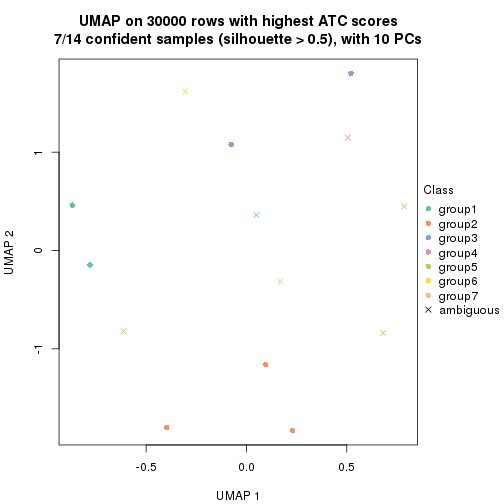 UMAP on 30000 rows with highest ATC scores
7/14 confident samples (silhouette > 0.5), with 10 PCs
1
0
-1
UMAP 2
-0.5
0.0
0.5
UMAP 1
Class
group1
group2
group3
group4
group5
group6
group7
ambiguous